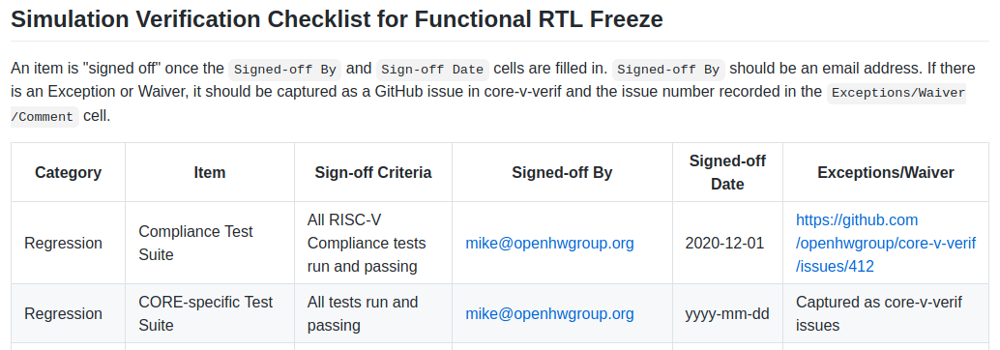 Simulation Verification Checklist for Functional RTL Freeze
An item is "signed off" once the Signed-off By and Sign-off Date cells are filled in. Signed-off By should be an email address. If there
is an Exception or Waiver, it should be captured as a GitHub issue in core-v-verif and the issue number recorded in the Exceptions/Waiver
/Comment cell.
Category
Item
Sign-off Criteria
Signed-off By
Signed-off
Date
Exceptions/Waiver
Regression
Compliance Test
Suite
All RISC-V
Compliance tests
run and passing
mike@openhwgroup.org
2020-12-01
https://github.com
/openhwgroup/core-v-verif
/issues/412
Regression
CORE-specific Test
Suite
All tests run and
passing
mike@openhwgroup.org
yyyy-mm-dd
Captured as core-v-verif
issues